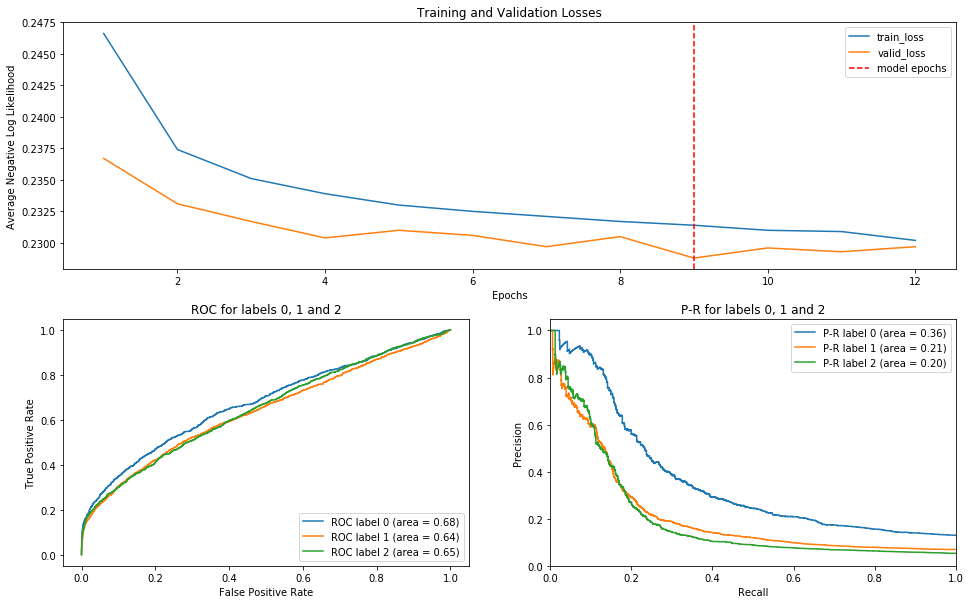 Training and Validation Losses
0.2475
0.2450
0.2425
0.2400
0.2375
0.2350
0.2325
0.2300
Average Negative Log Likelihood
train_loss
valid_loss
model epochs
2
4
6
8
10
12
Epochs
ROC for labels 0, 1 and 2
1.0
0.8
0.6
0.4
0.2
0.0
True Positive Rate
ROC label 0 (area = 0.68)
ROC label 1 (area = 0.64)
ROC label 2 (area = 0.65)
0.0
0.2
0.4
0.6
0.8
1.0
False Positive Rate
P-R for labels 0, 1 and 2
1.0
0.8
0.6
0.4
0.2
0.0
Precision
P-R label 0 (area = 0.36)
P-R label 1 (area = 0.21)
P-R label 2 (area = 0.20)
0.0
0.2
0.4
0.6
0.8
1.0
Recall